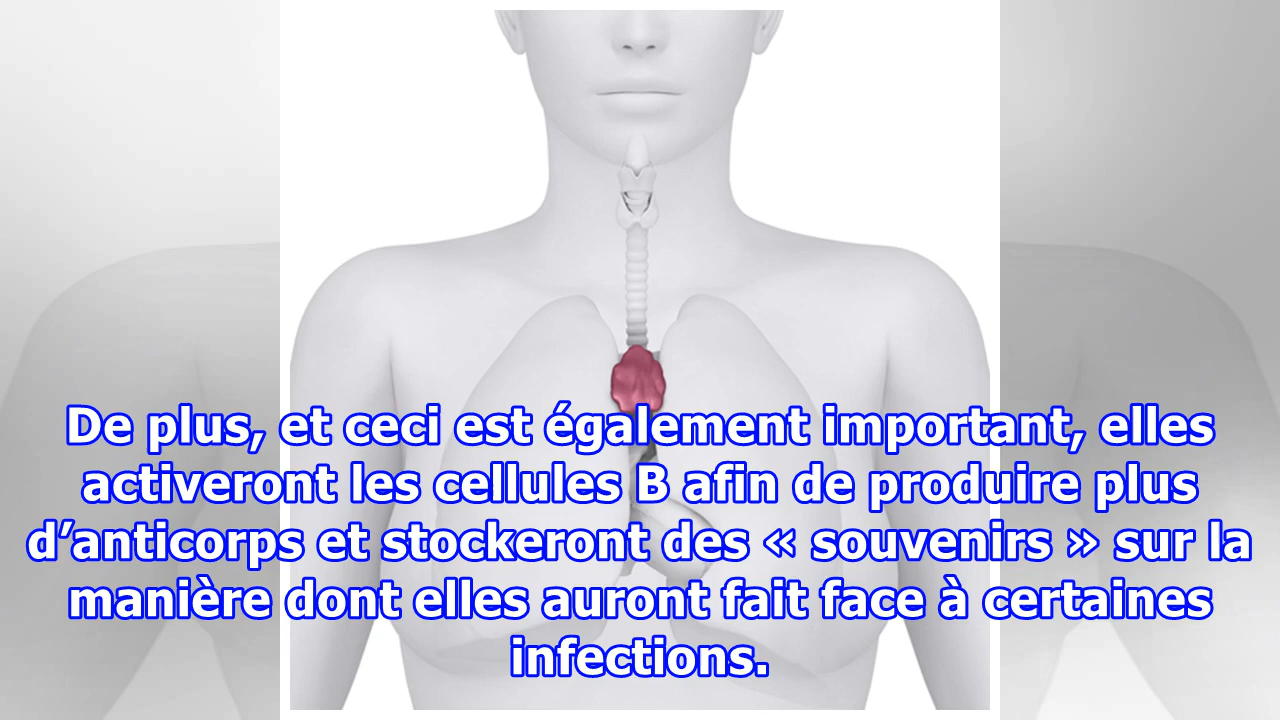 De plus, et ceci est également important, elles
activeront les cellules B afin de produire plus
d’anticorps et stockeront des « souvenirs » sur la
manière dont elles auront fait face à certaines
infections.